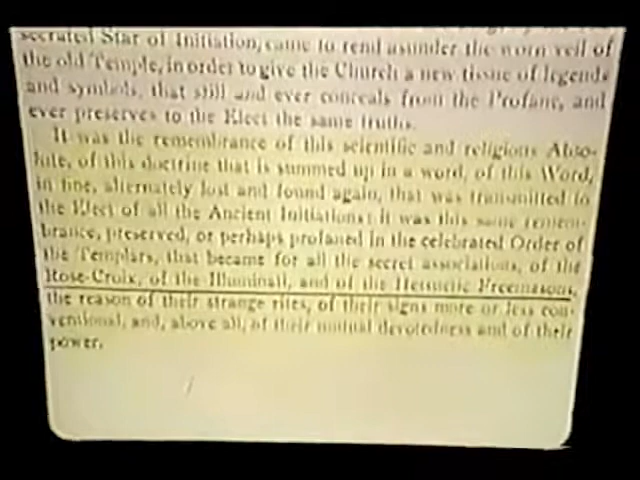 secrated Star of Initiation, came to rend asunder the worn veil of
the old Temple, in order to give the Church a new tissue of legends
and symbols, that still and ever conceals from the Profane, and
ever preserves to the Elect the same truths.
It was the remembrance of this scientific and religious Abso-
lute, of this doctrine that is summed up in a word, of this Word,
in fine, alternately lost and found again, that was transmitted to
the Elect of all the Ancient Initiations: it was this same remem-
brance, preserved, or perhaps profaned in the celebrated Order of
the Templars, that became for all the secret associations, of the
Rose-Croix, of the Illuminati, and of the Hermetic Freemasons,
the reason of their strange rites, of their signs more or less con-
ventional, and, above all, of their mutual devotedness and of their
power.